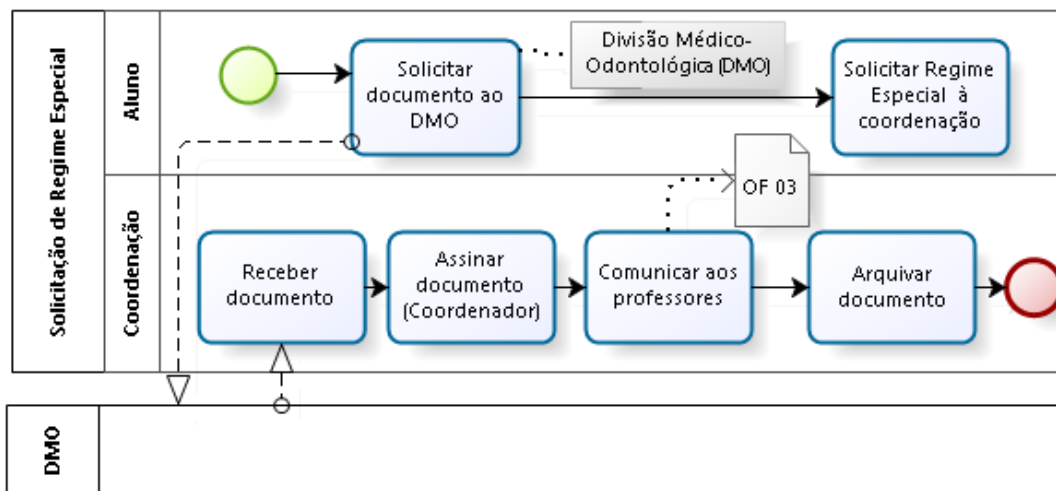 Solicitação de Regime Especial
Aluno
Solicitar
documento ao
DMO
Divisão Médico-
Odontológica (DMO)
Solicitar Regime
Especial à
coordenação
Coordenação
Receber
documento
Assinar
documento
(Coordenador)
Comunicar aos
professores
OF 03
Arquivar
documento
DMO